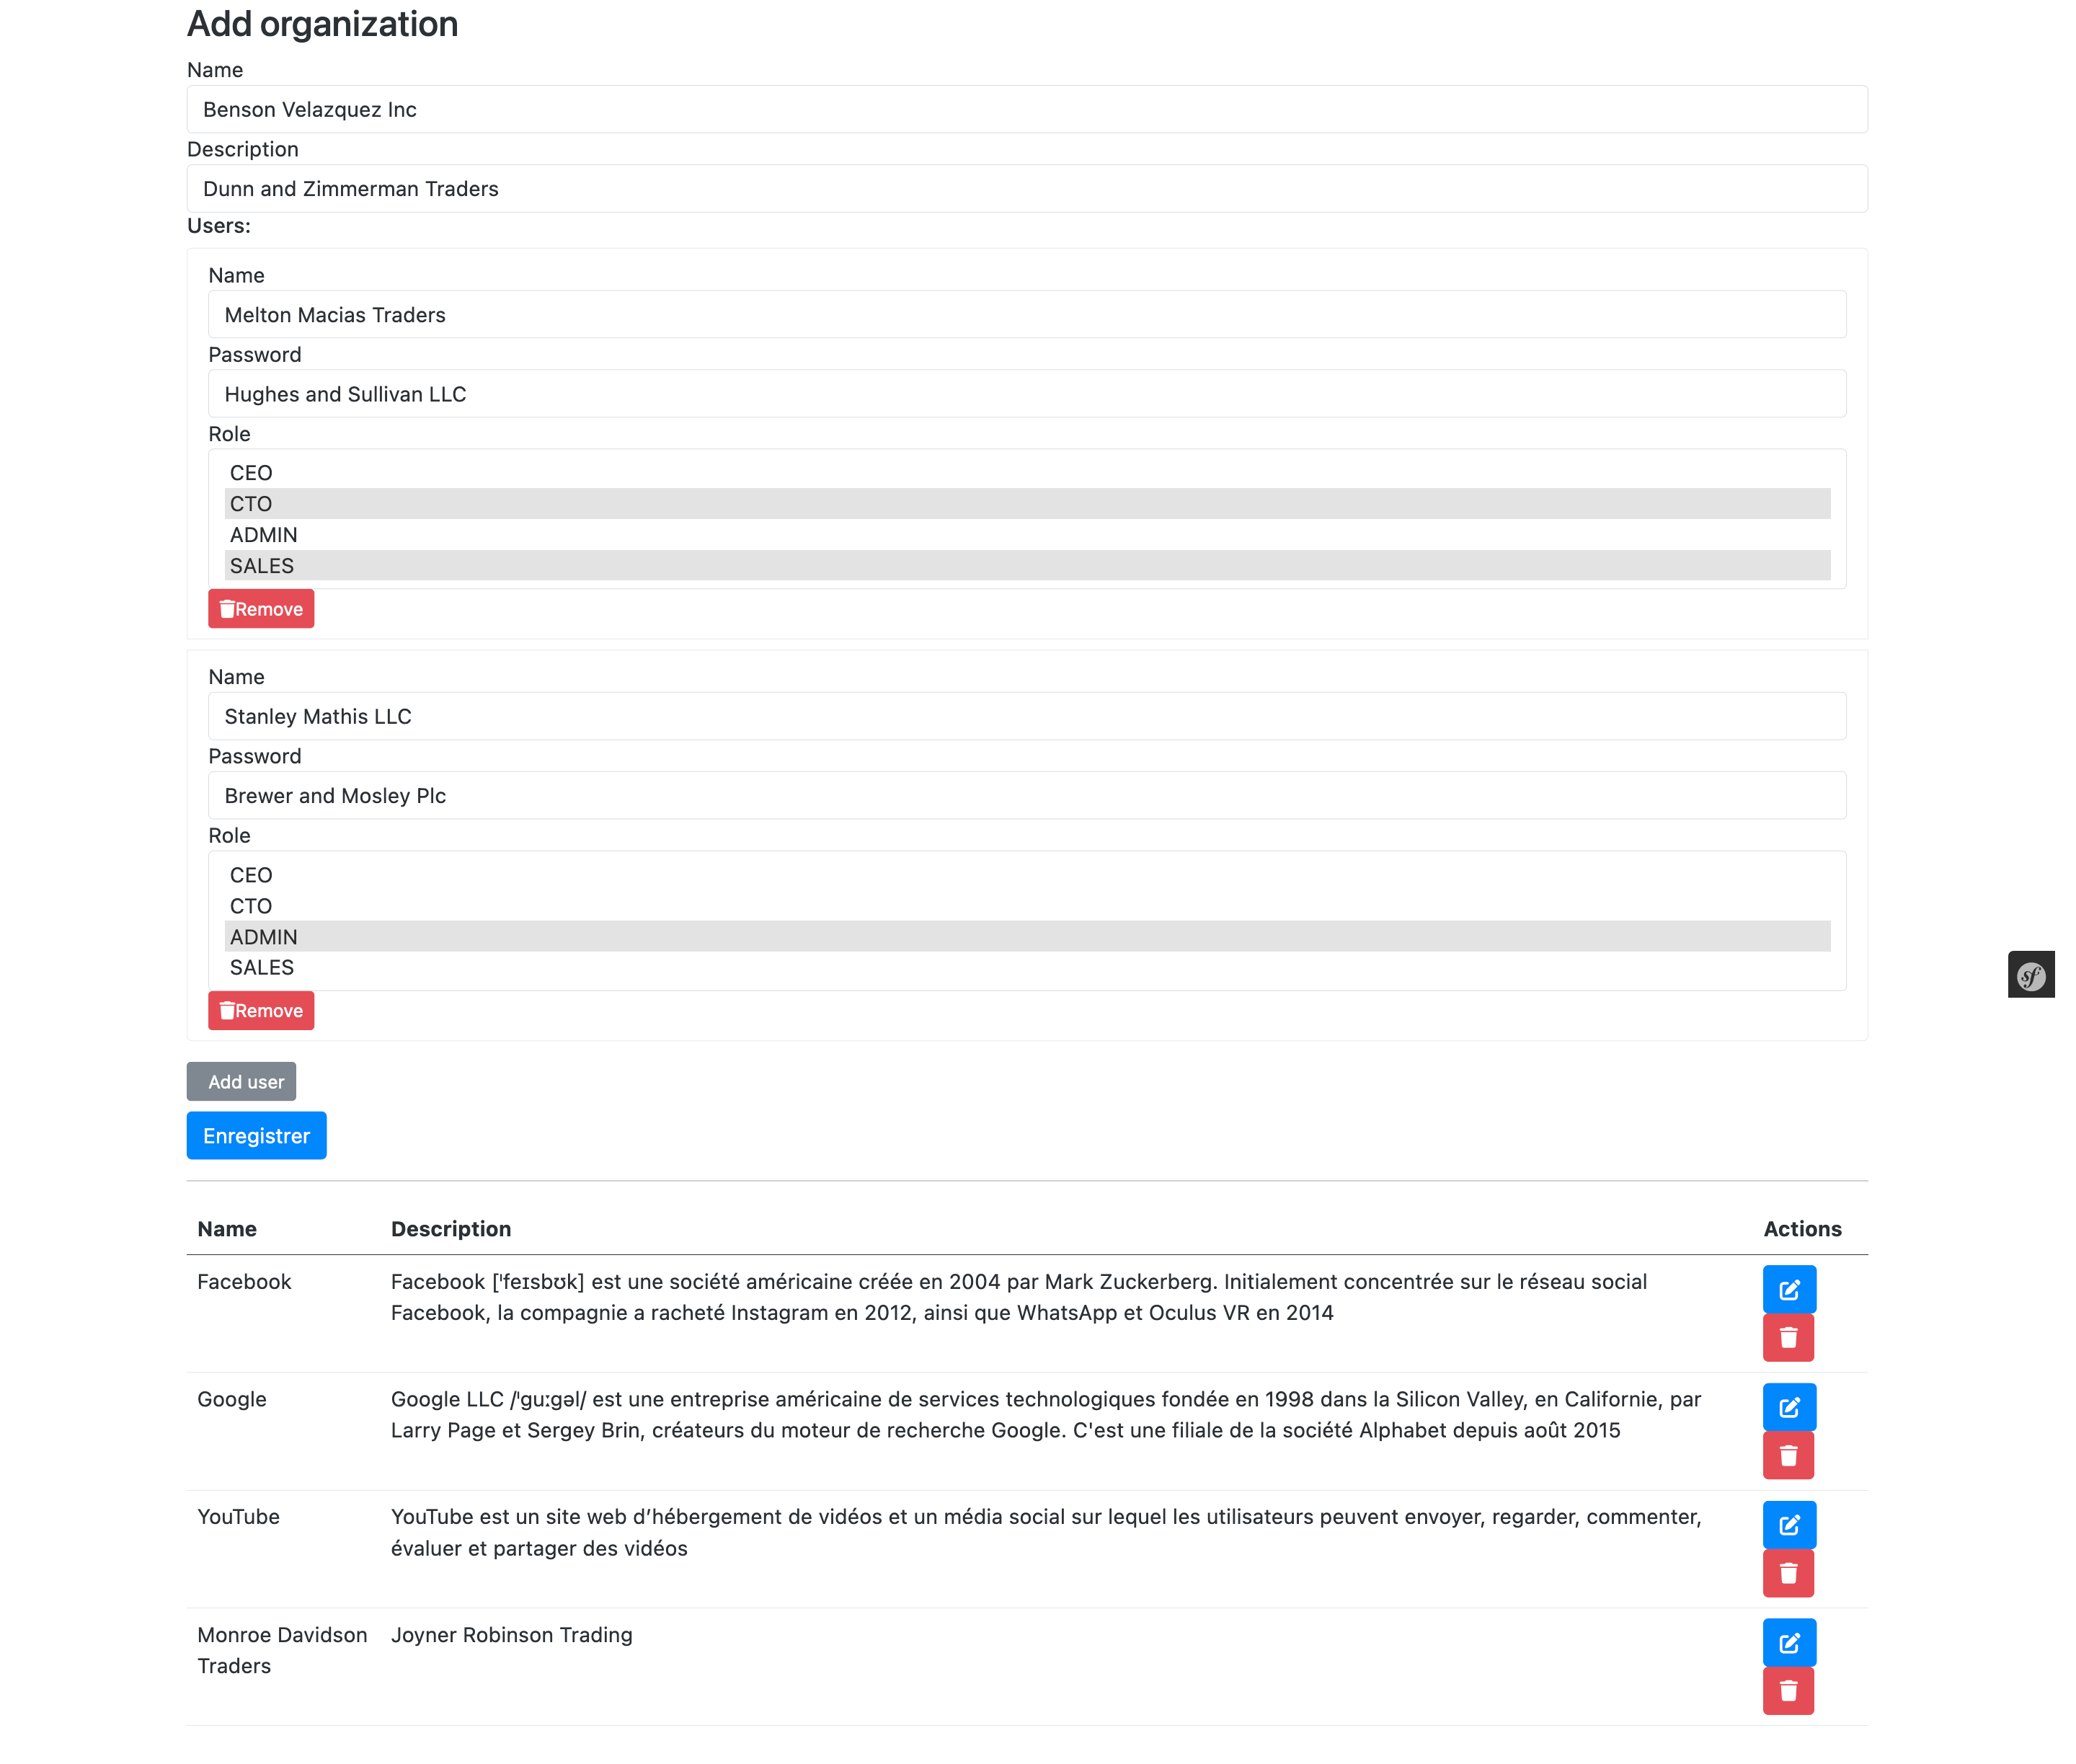 Add organization
Name
Benson Velazquez Inc
Description
Dunn and Zimmerman Traders
Users:
Name
Melton Macias Traders
Password
Hughes and Sullivan LLC
Role
CEO
CTO
ADMIN
SALES
Remove
Name
Stanley Mathis LLC
Password
Brewer and Mosley Plc
Role
CEO
CTO
ADMIN
SALES
Remove
sf
Add user
Enregistrer
Name Description Actions
Facebook Facebook ['feɪsbʊk] est une société américaine créée en 2004 par Mark Zuckerberg. Initialement concentrée sur le réseau social
Facebook, la compagnie a racheté Instagram en 2012, ainsi que WhatsApp et Oculus VR en 2014
Google Google LLC /ˈguːgəl/ est une entreprise américaine de services technologiques fondée en 1998 dans la Silicon Valley, en Californie, par
Larry Page et Sergey Brin, créateurs du moteur de recherche Google. C'est une filiale de la société Alphabet depuis août 2015
YouTube YouTube est un site web d’hébergement de vidéos et un média social sur lequel les utilisateurs peuvent envoyer, regarder, commenter,
évaluer et partager des vidéos
Monroe Davidson Joyner Robinson Trading
Traders